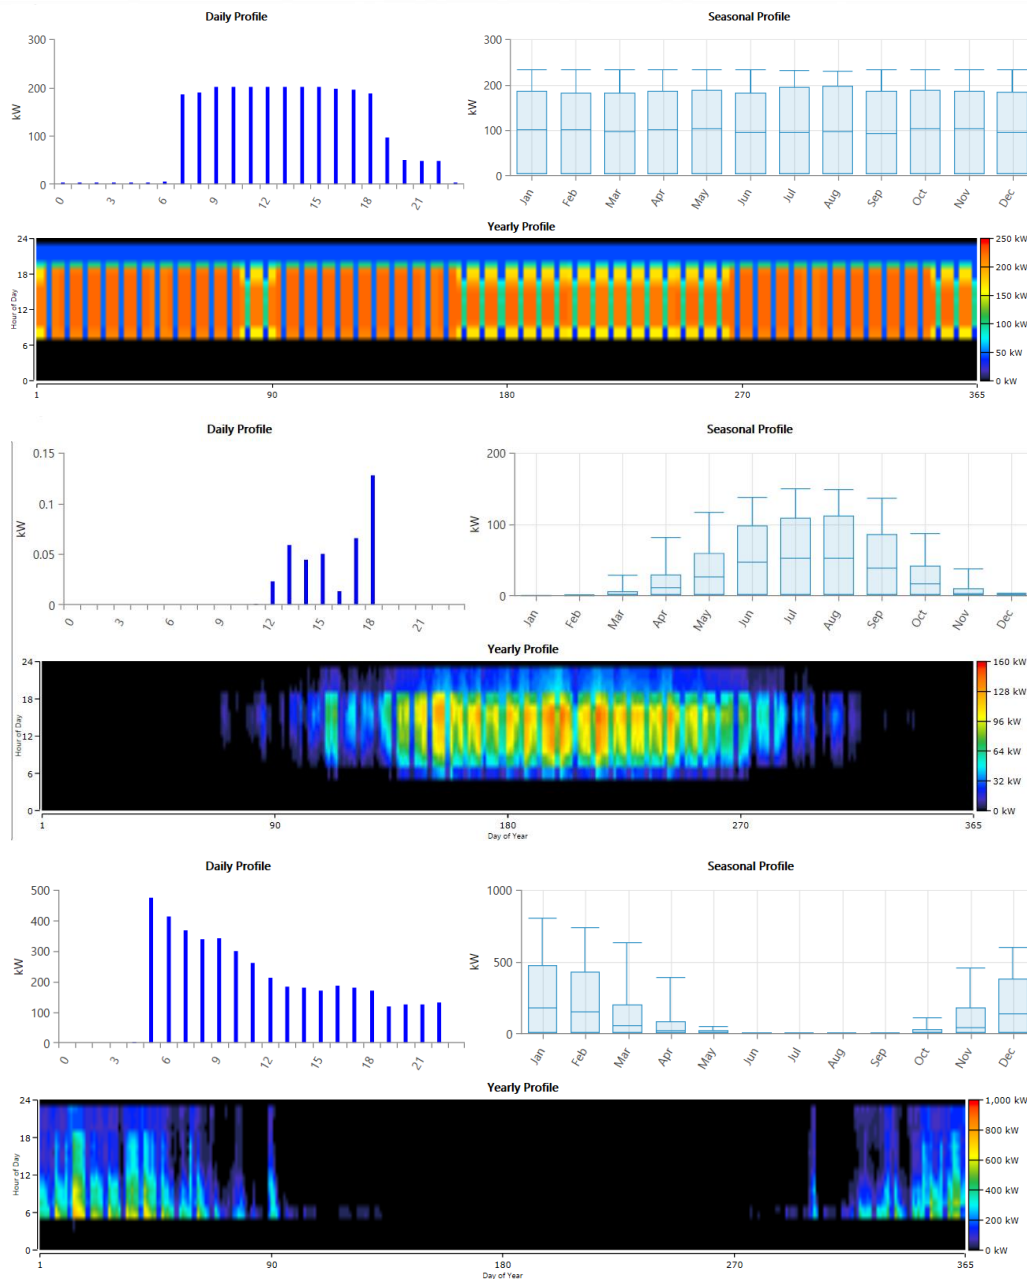 Daily Profile
Seasonal Profile
300
200
100
0
kW
0
3
6
9
12
15
18
21
300
200
100
0
kW
Jan
Feb
Mar
Apr
May
Jun
Jul
Aug
Sep
Oct
Nov
Dec
Yearly Profile
24
18
12
6
0
Hour of Day
1
90
180
270
365
250 kW
200 kW
150 kW
100 kW
50 kW
0 kW
Daily Profile
Seasonal Profile
0.15
0.1
0.05
0
kW
0
3
6
9
12
15
18
21
200
100
0
kW
Jan
Feb
Mar
Apr
May
Jun
Jul
Aug
Sep
Oct
Nov
Dec
Yearly Profile
24
18
12
6
0
Hour of Day
1
90
180
270
365
Day of Year
160 kW
128 kW
96 kW
64 kW
32 kW
0 kW
Daily Profile
Seasonal Profile
500
400
300
200
100
0
kW
0
3
6
9
12
15
18
21
1000
500
0
kW
Jan
Feb
Mar
Apr
May
Jun
Jul
Aug
Sep
Oct
Nov
Dec
Yearly Profile
24
18
12
6
0
Hour of Day
1
90
180
270
365
Day of Year
1,000 kW
800 kW
600 kW
400 kW
200 kW
0 kW